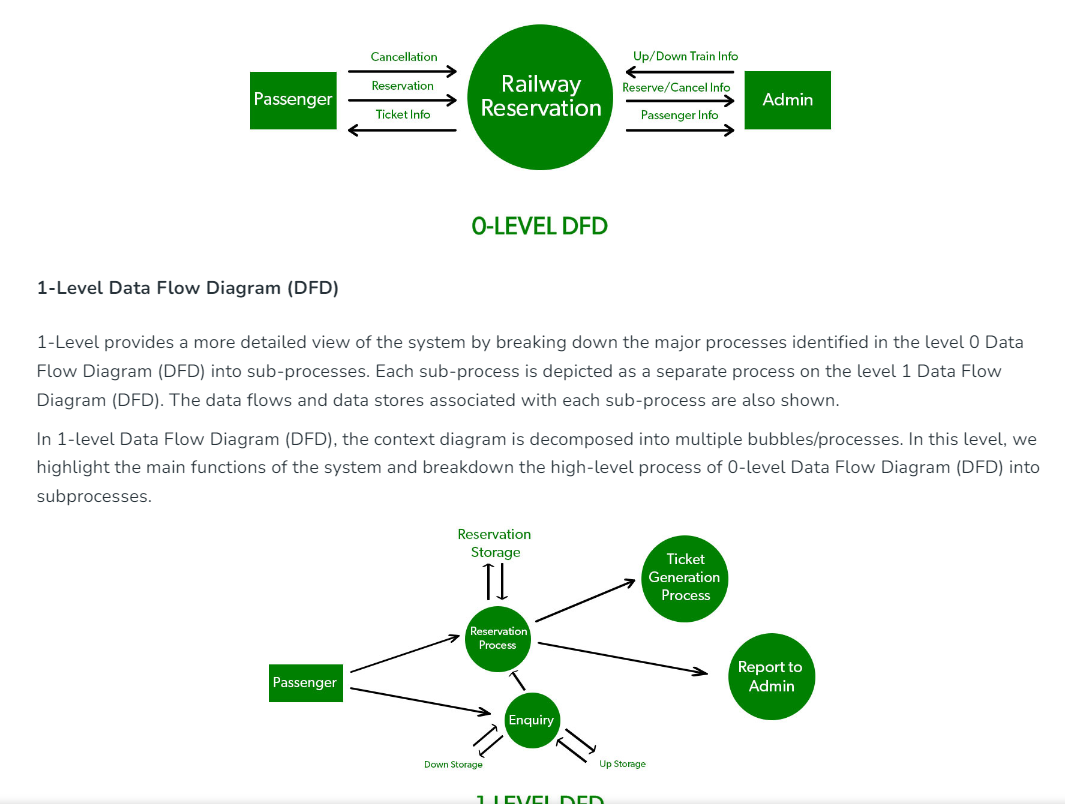 Cancellation
Up/Down Train Info
Railway
Reservation
Reservation
Reserve/Cancel Info
Passenger
Admin
Ticket Info
Passenger Info
0-LEVEL DFD
1-Level Data Flow Diagram (DFD)
1-Level provides a more detailed view of the system by breaking down the major processes identified in the level 0 Data
Flow Diagram (DFD) into sub-processes. Each sub-process is depicted as a separate process on the level 1 Data Flow
Diagram (DFD). The data flows and data stores associated with each sub-process are also shown.
In 1-level Data Flow Diagram (DFD), the context diagram is decomposed into multiple bubbles/processes. In this level, we
highlight the main functions of the system and breakdown the high-level process of 0-level Data Flow Diagram (DFD) into
subprocesses.
Reservation
Storage
Ticket
Generation
Process
Reservation
Process
Report to
Admin
Passenger
Enquiry
Down Storage
Up Storage
1-LEVEL DFD